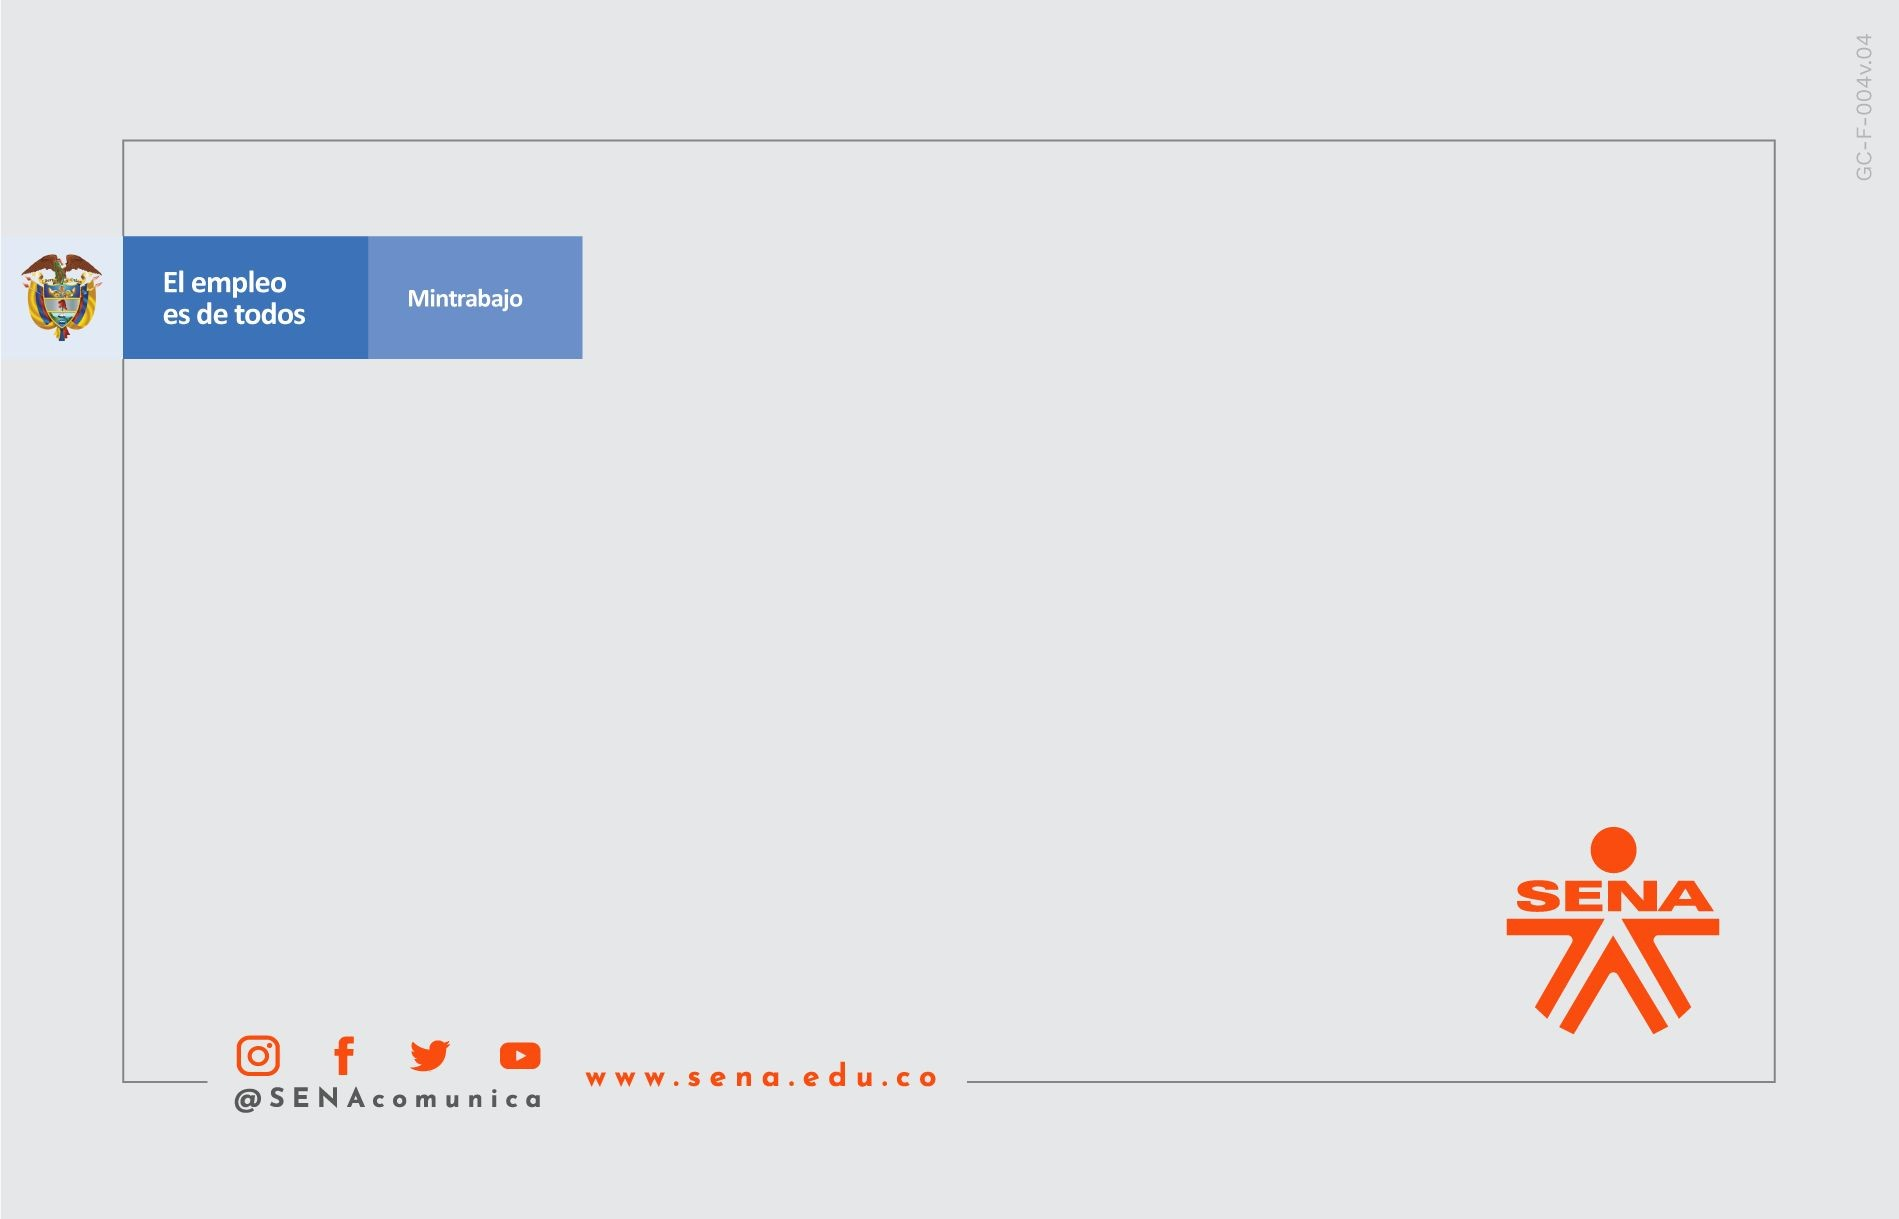 GC-F-004v.04
El empleo
es de todos
Mintrabajo
SENA
@SENAcomunica
www.sena.edu.co